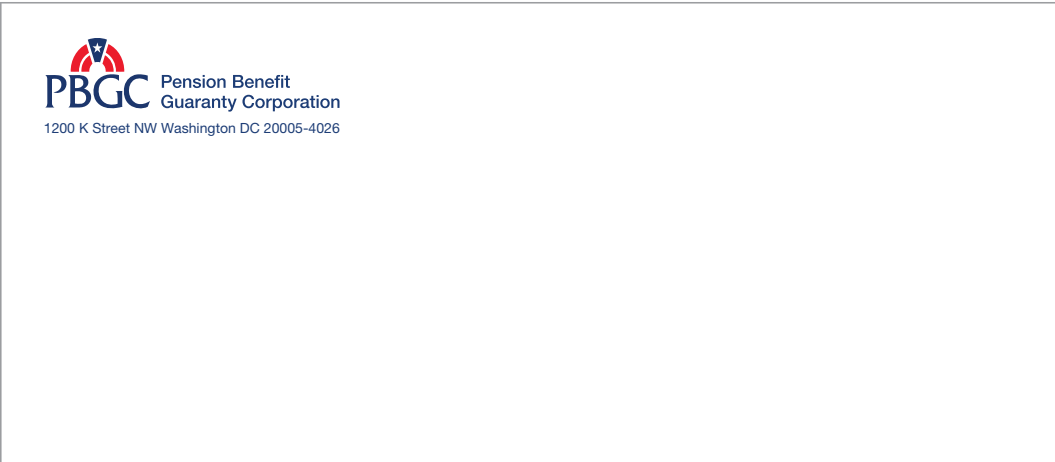 PBGC
Pension Benefit
Guaranty Corporation
1200 K Street NW Washington DC 20005-4026